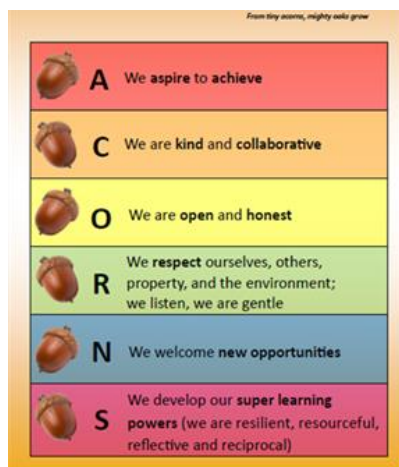 From tiny acorns, mighty oaks grow
A We aspire to achieve
C We are kind and collaborative
O We are open and honest
R We respect ourselves, others,
property, and the environment;
we listen, we are gentle
N We welcome new opportunities
S We develop our super learning
powers (we are resilient, resourceful,
reflective and reciprocal)